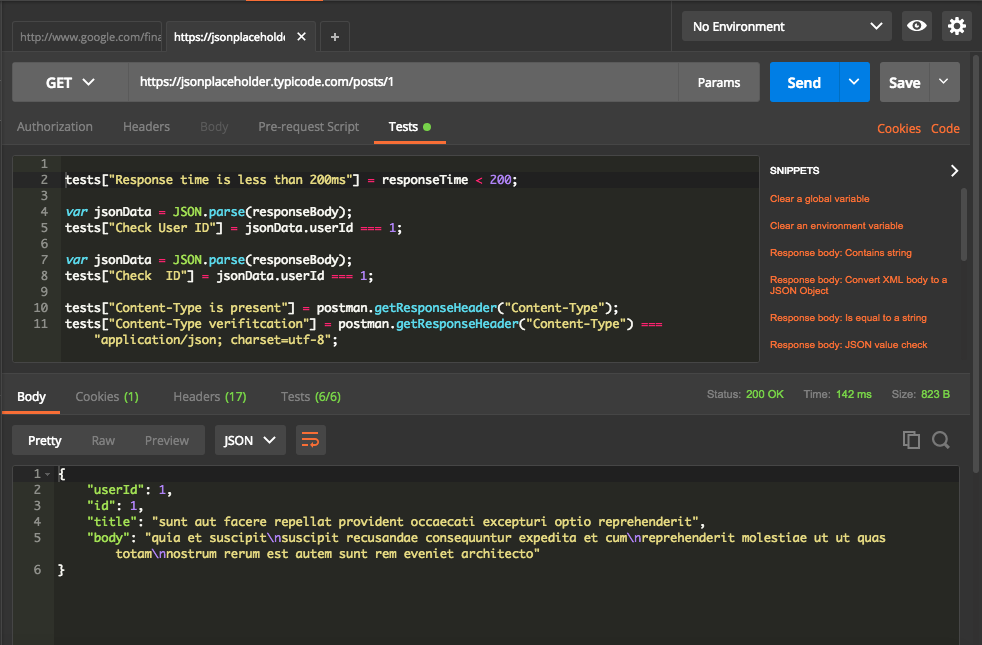 http://www.google.com/fina
https://jsonplaceholde
+
No Environment
GET
https://jsonplaceholder.typicode.com/posts/1
Params
Send
Save
Authorization
Headers
Body
Pre-request Script
Tests
Cookies
Code
1
2 tests["Response time is less than 200ms"] = responseTime < 200;
3
4 var jsonData = JSON.parse(responseBody);
5 tests["Check User ID"] = jsonData.userId === 1;
6
7 var jsonData = JSON.parse(responseBody);
8 tests["Check  ID"] = jsonData.userId === 1;
9
10 tests["Content-Type is present"] = postman.getResponseHeader("Content-Type");
11 tests["Content-Type verifitcation"] = postman.getResponseHeader("Content-Type") ===
"application/json; charset=utf-8";
SNIPPETS
Clear a global variable
Clear an environment variable
Response body: Contains string
Response body: Convert XML body to a
JSON Object
Response body: Is equal to a string
Response body: JSON value check
Body
Cookies (1)
Headers (17)
Tests (6/6)
Status: 200 OK
Time: 142 ms
Size: 823 B
Pretty
Raw
Preview
JSON
1 {
2 "userId": 1,
3 "id": 1,
4 "title": "sunt aut facere repellat provident occaecati excepturi optio reprehenderit",
5 "body": "quia et suscipit\nsuscipit recusandae consequuntur expedita et cum\nreprehenderit molestiae ut ut quas
totam\nnostrum rerum est autem sunt rem eveniet architecto"
6 }